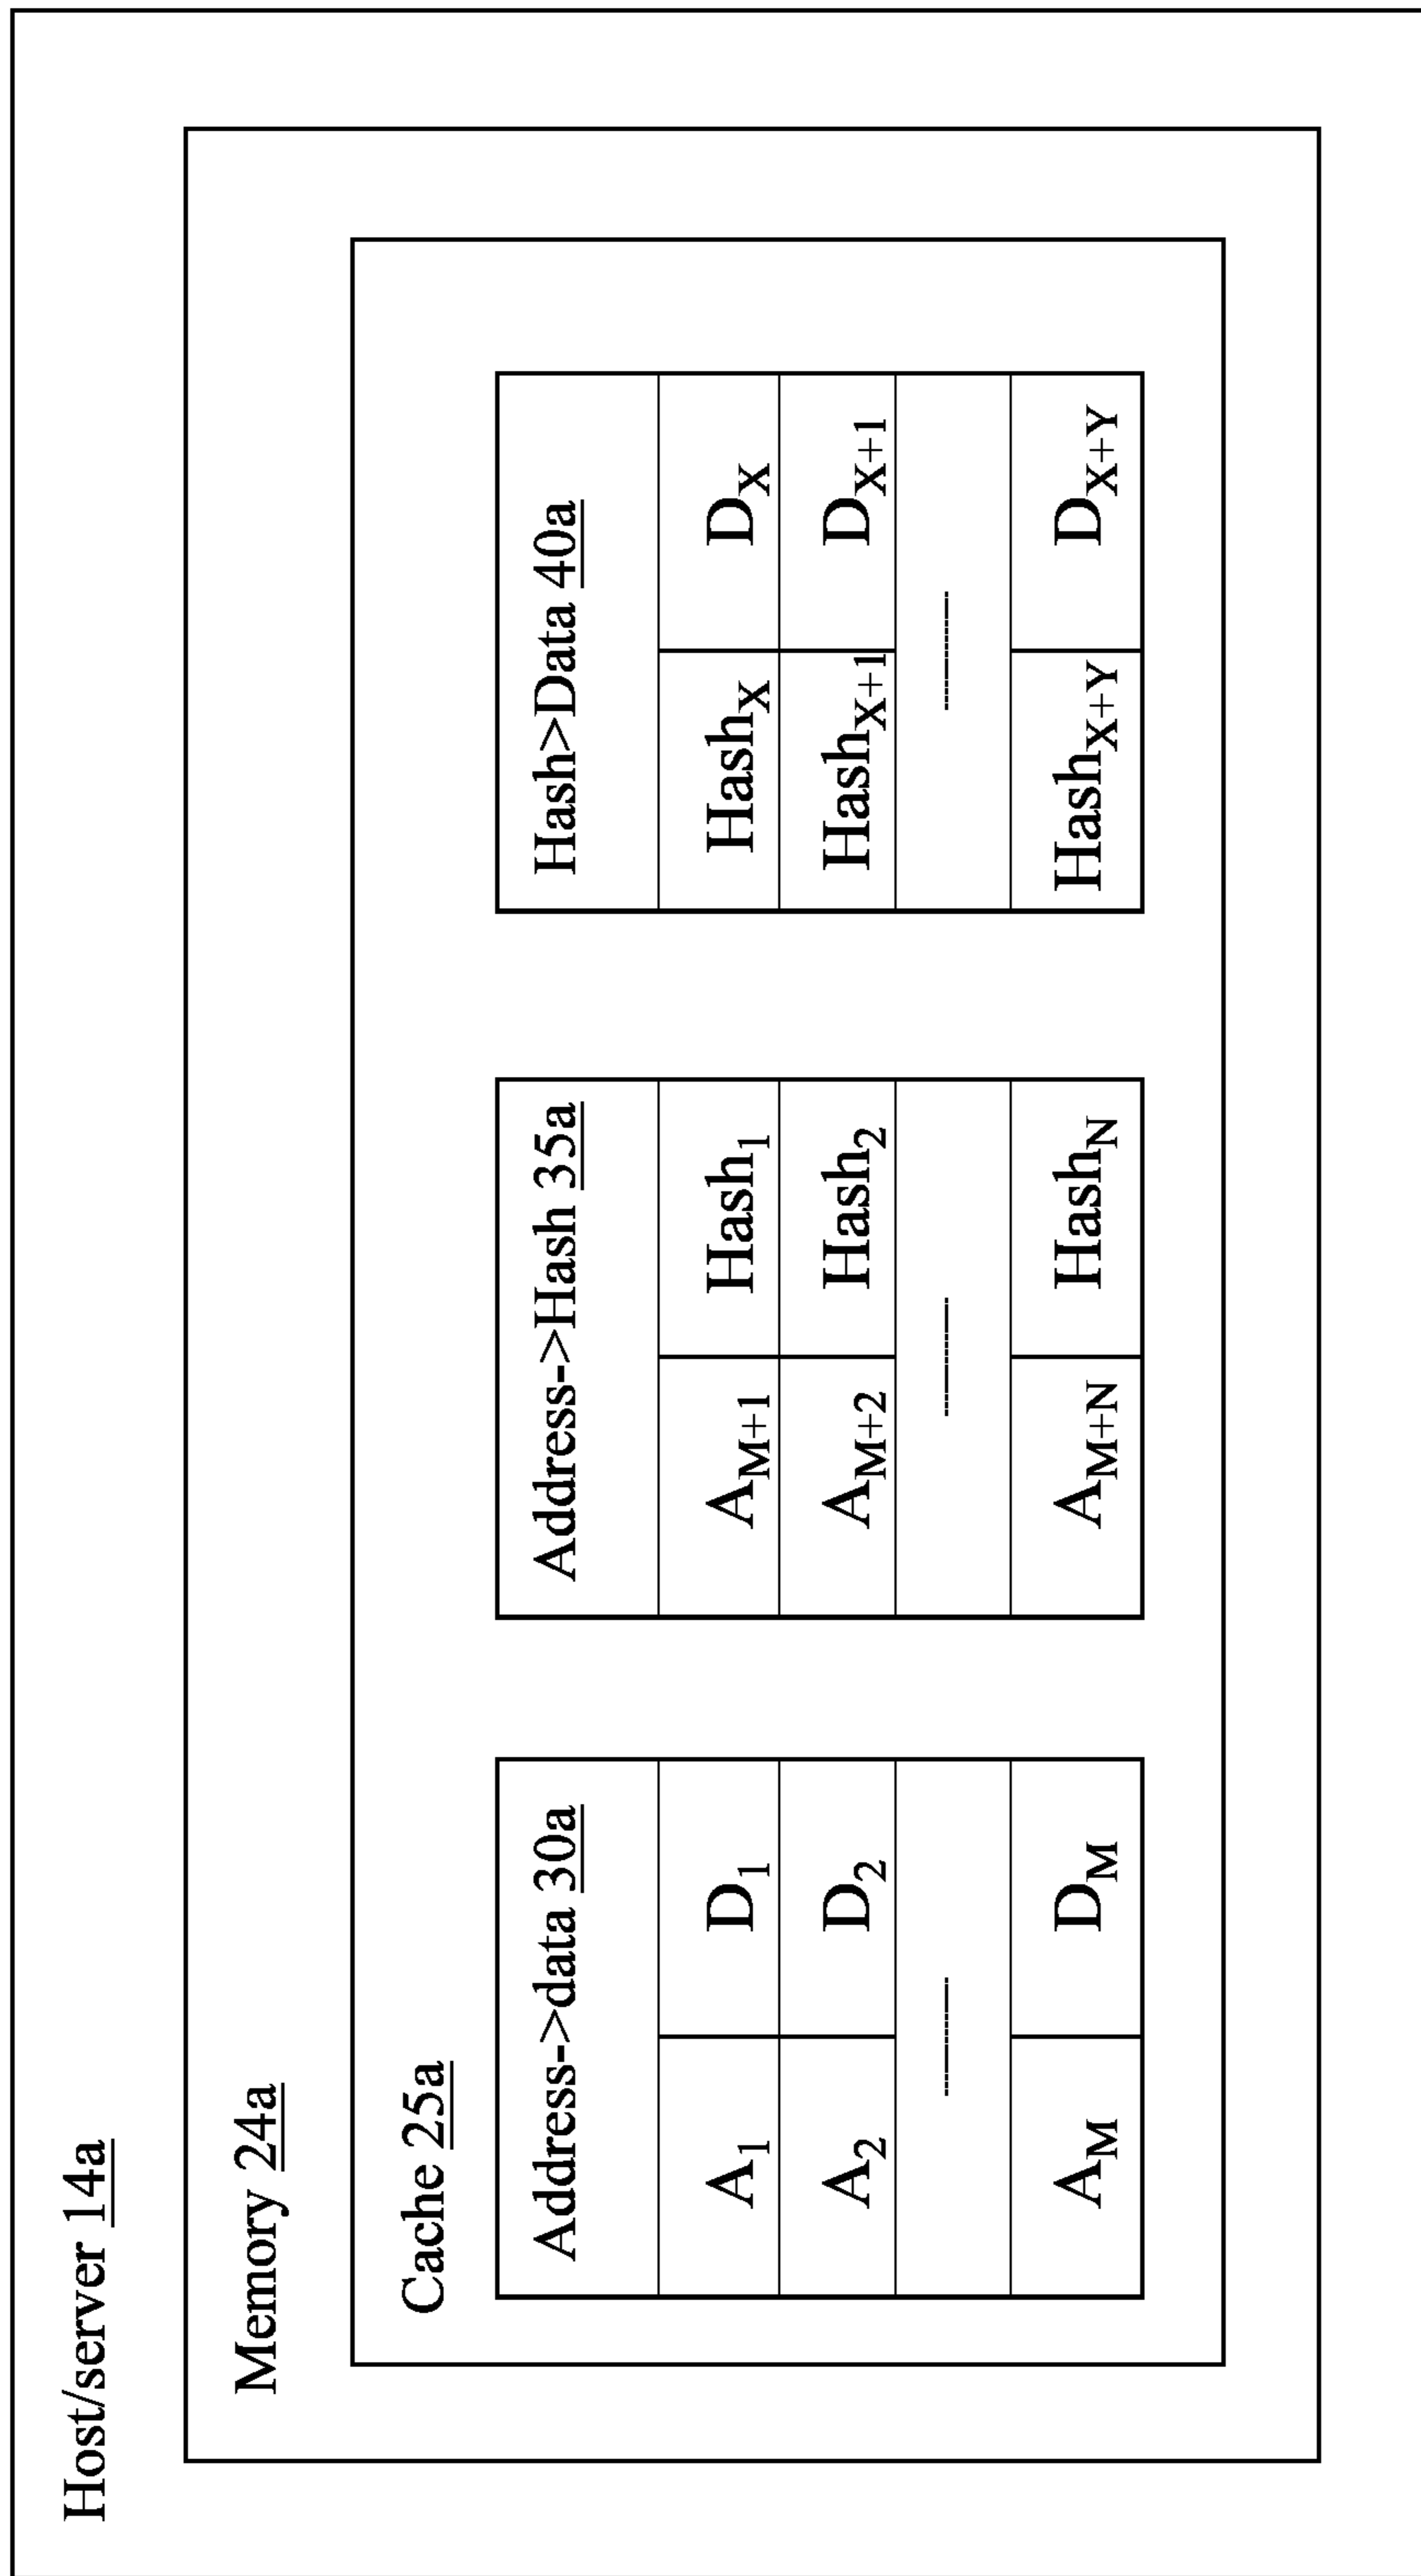 Host/server 14a
Memory 24a
Cache 25a
Address->data 30a
A1 D1
A2 D2
AM DM
Address->Hash 35a
AM+1 Hash1
AM+2 Hash2
AM+N HashN
Hash>Data 40a
HashX DX
HashX+1 DX+1
HashX+Y DX+Y